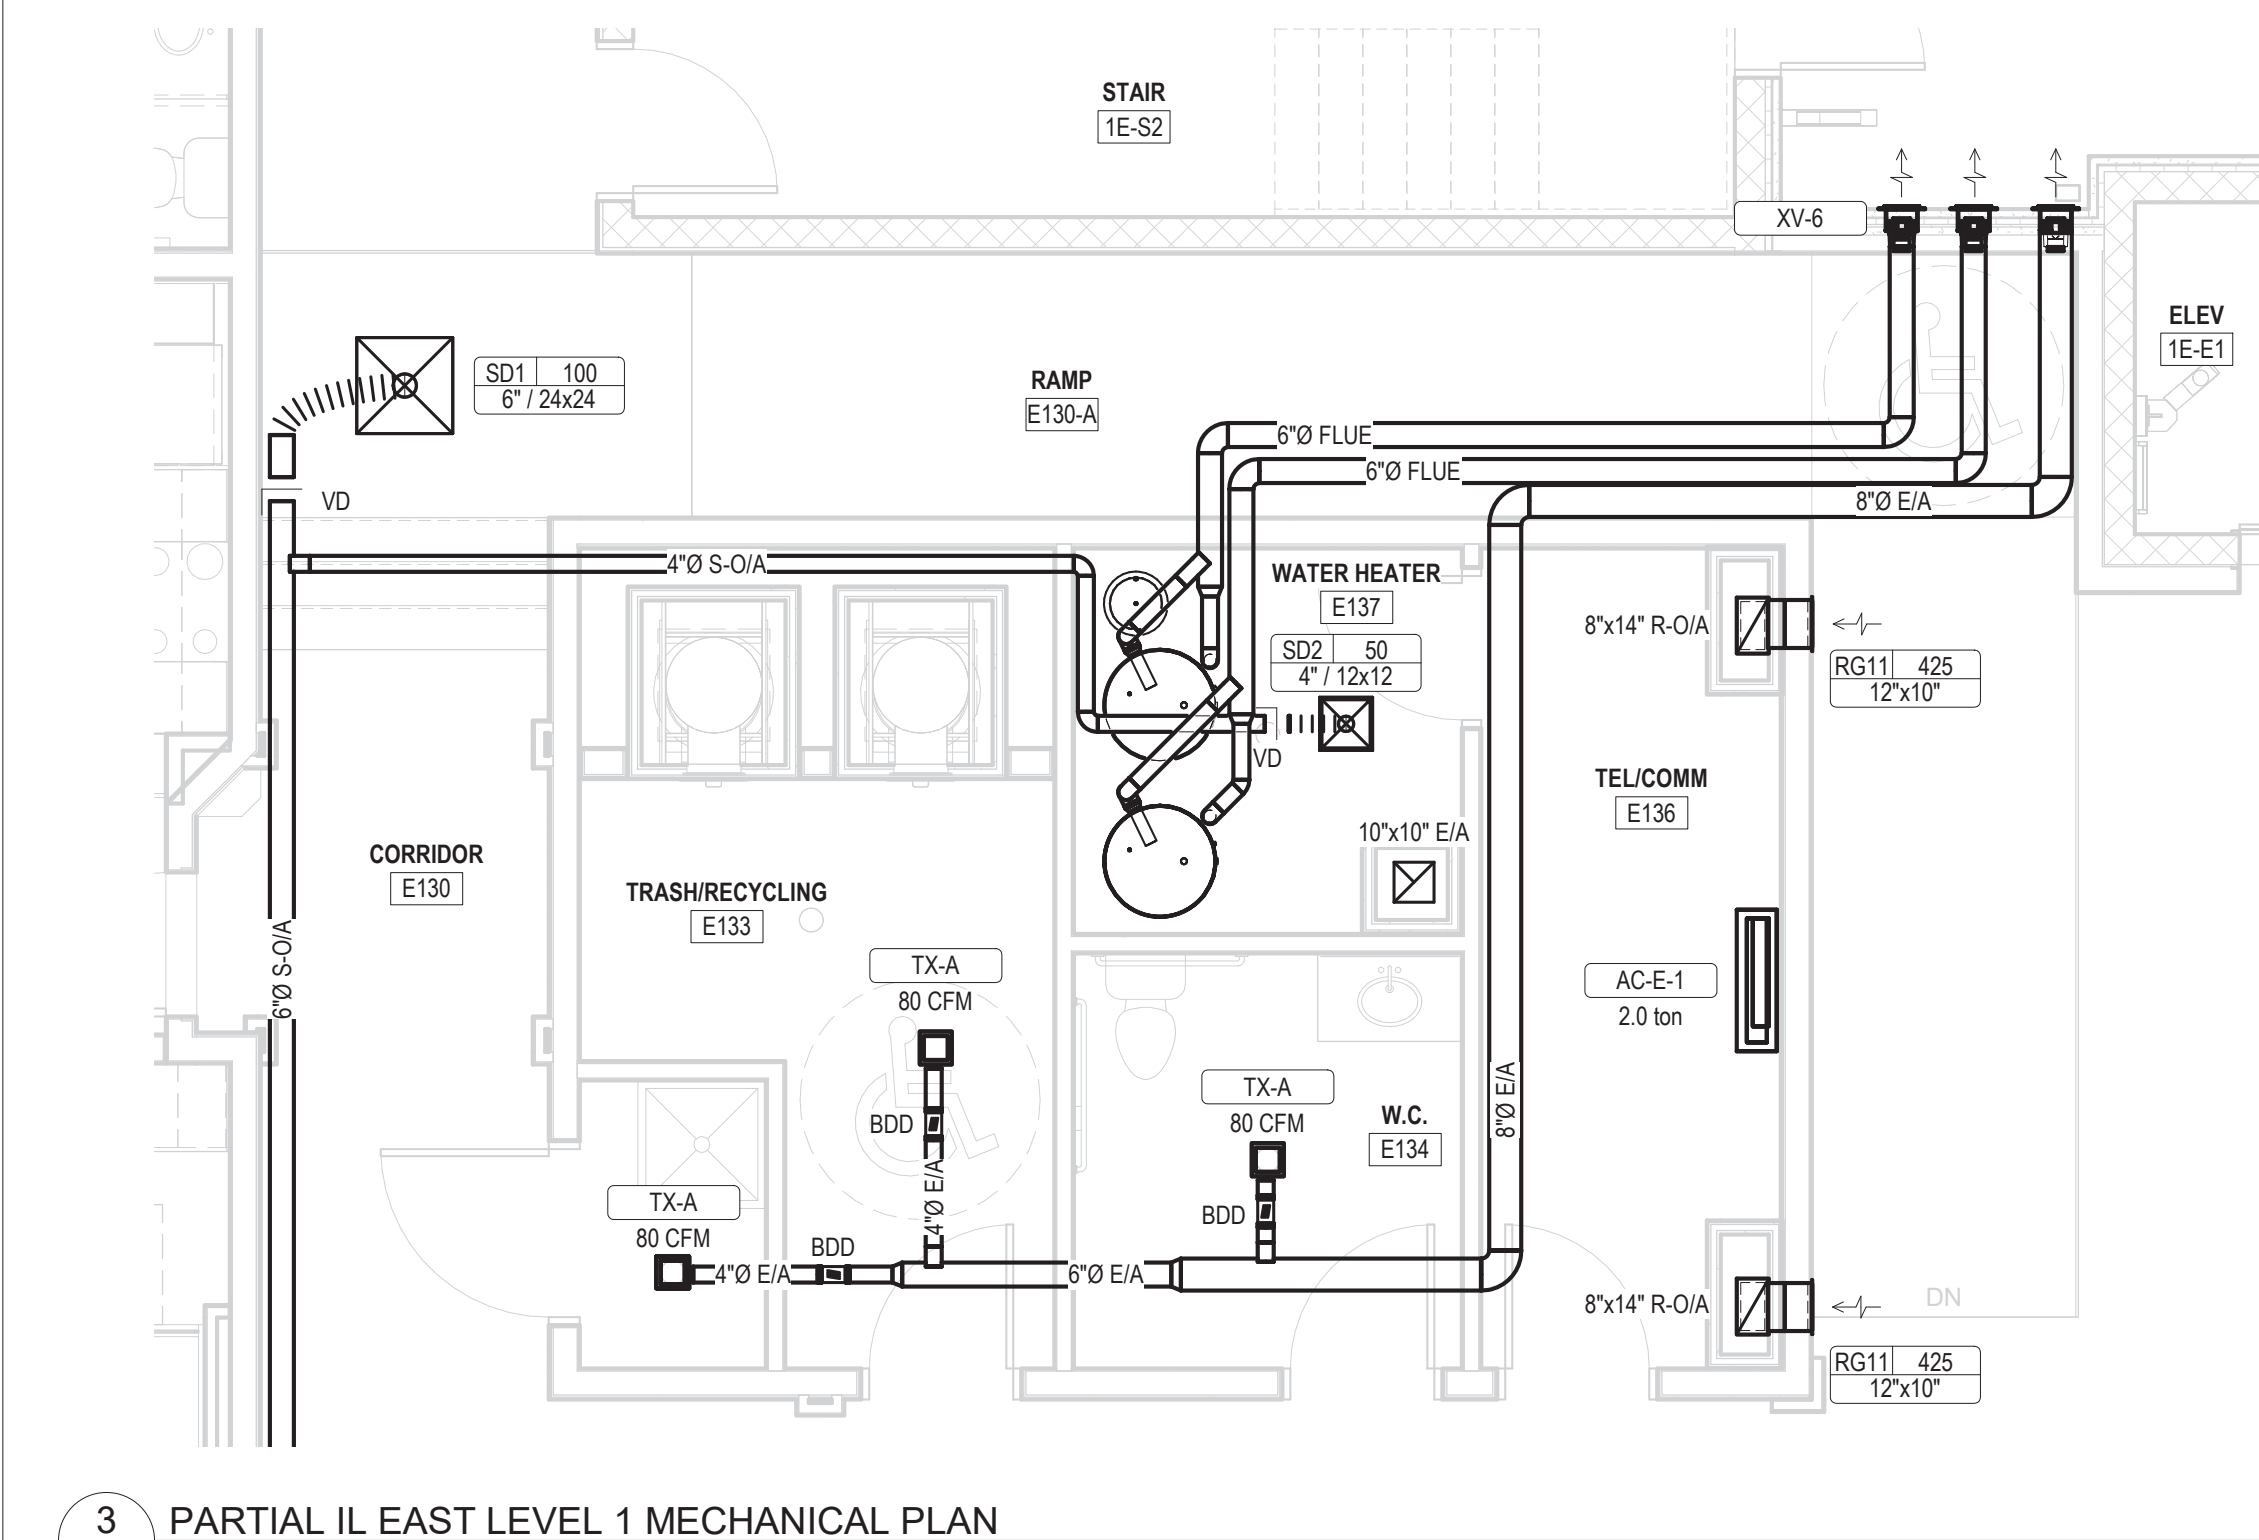 STAIR
1E-S2
XV-6
ELEV
1E-E1
SD1 100
6" / 24x24
RAMP
E130-A
6"Ø FLUE
6"Ø FLUE
8"Ø E/A
VD
4"Ø S-O/A
WATER HEATER
E137
SD2 50
4" / 12x12
VD
8"x14" R-O/A
RG11 425
12"x10"
TEL/COMM
E136
10"x10" E/A
CORRIDOR
E130
6"Ø S-O/A
TRASH/RECYCLING
E133
TX-A
80 CFM
AC-E-1
2.0 ton
BDD
4"Ø E/A
TX-A
80 CFM
BDD
W.C.
E134
8"Ø E/A
TX-A
80 CFM
4"Ø E/A
BDD
6"Ø E/A
8"x14" R-O/A
DN
RG11 425
12"x10"
3
PARTIAL IL EAST LEVEL 1 MECHANICAL PLAN